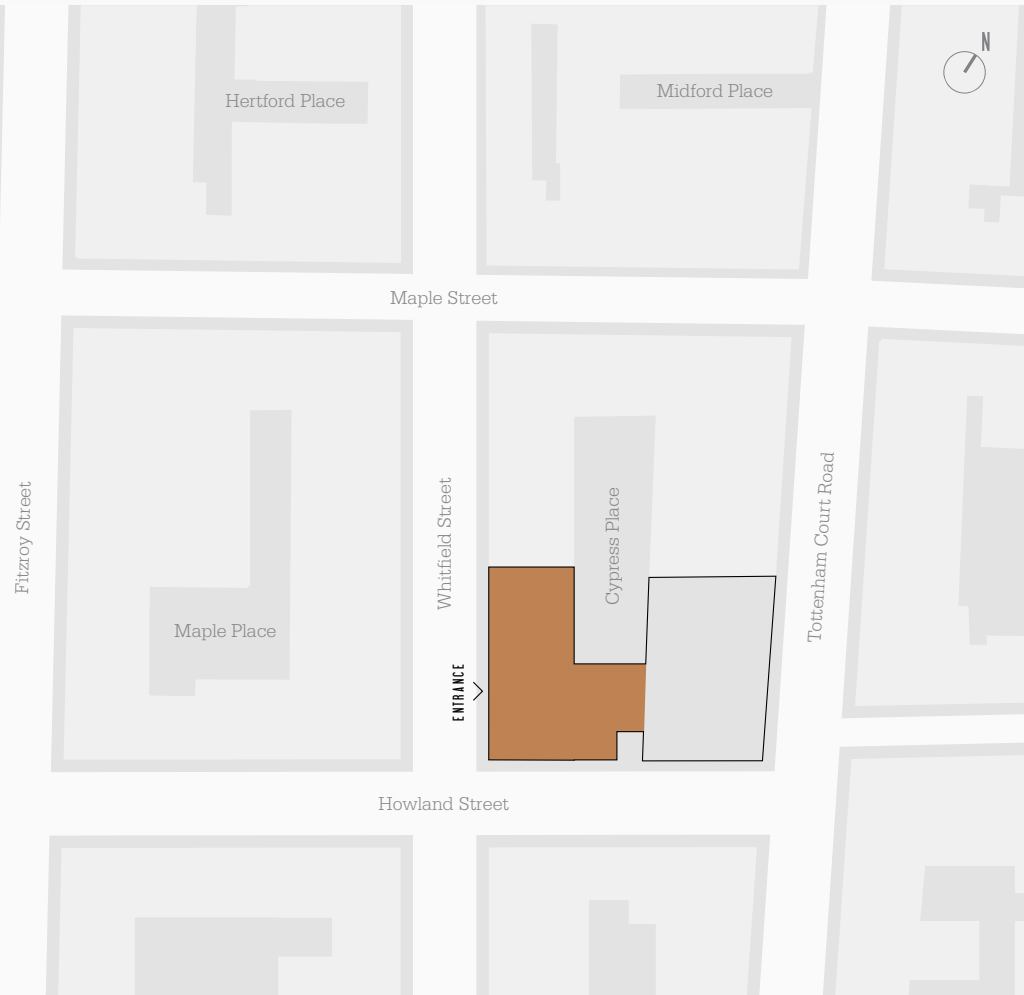 N
Hertford Place
Midford Place
Maple Street
Fitzroy Street
Whitfield Street
Cypress Place
Tottenham Court Road
Maple Place
ENTRANCE
Howland Street